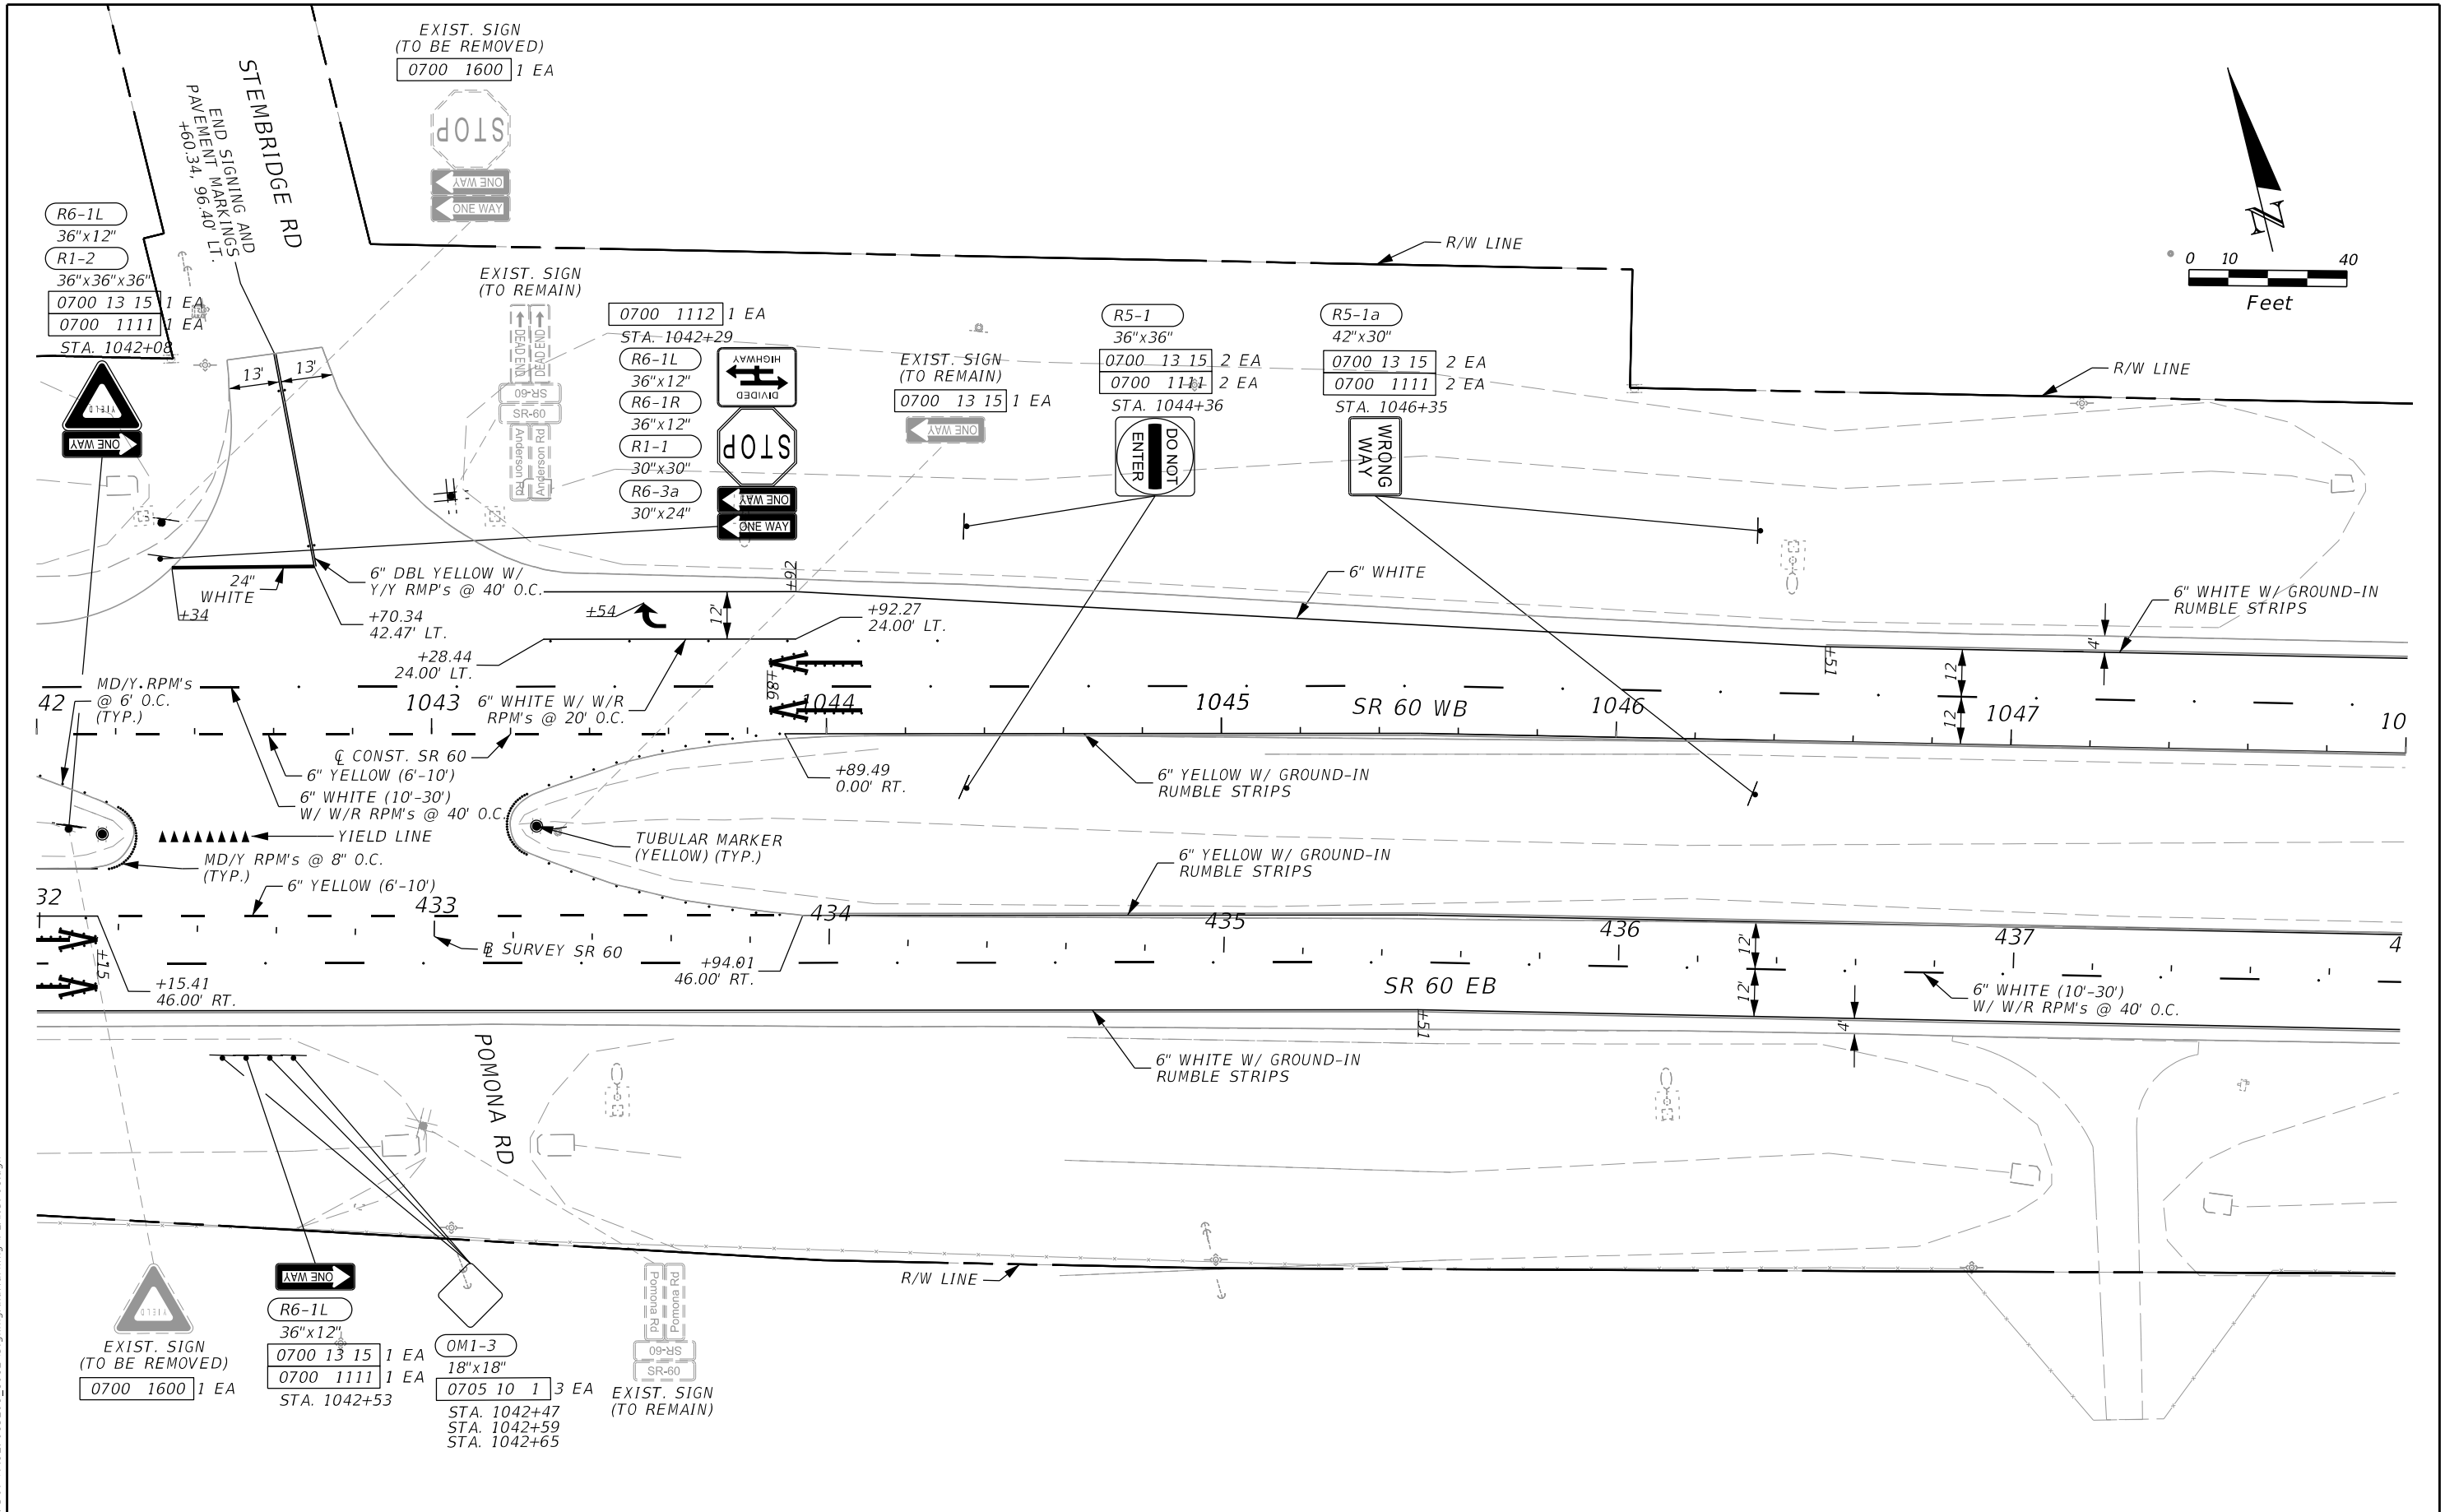 EXIST. SIGN
(TO BE REMOVED)
0700 1600 1 EA
STOP
ONE WAY
ONE WAY
STEMBRIDGE RD
END SIGNING AND
PAVEMENT MARKINGS
+60.34, 96.40' LT.
R6-1L
36"x12"
R1-2
36"x36"x36"
0700 13 15 1 EA
0700 1111 1 EA
STA. 1042+08
YIELD
ONE WAY
13'
13'
EXIST. SIGN
(TO REMAIN)
DEAD END
DEAD END
SR-60
SR-60
Anderson Rd
Anderson Rd
0700 1112 1 EA
STA. 1042+29
R6-1L
36"x12"
R6-1R
36"x12"
R1-1
30"x30"
R6-3a
30"x24"
HIGHWAY
DIVIDED
STOP
ONE WAY
ONE WAY
EXIST. SIGN
(TO REMAIN)
0700 13 15 1 EA
ONE WAY
R5-1
36"x36"
0700 13 15 2 EA
0700 1111 2 EA
STA. 1044+36
DO NOT
ENTER
R5-1a
42"x30"
0700 13 15 2 EA
0700 1111 2 EA
STA. 1046+35
WRONG
WAY
R/W LINE
R/W LINE
N
0 10 40
Feet
24"
WHITE
+34
6" DBL YELLOW W/
Y/Y RMP's @ 40' O.C.
+70.34
42.47' LT.
+54
12'
+92
+92.27
24.00' LT.
+28.44
24.00' LT.
6" WHITE
6" WHITE W/ GROUND-IN
RUMBLE STRIPS
+51
12
12
4'
MD/Y RPM's
@ 6' O.C.
(TYP.)
6" WHITE W/ W/R
RPM's @ 20' O.C.
+86
42
1043
1044
1045
SR 60 WB
1046
1047
10
℄ CONST. SR 60
6" YELLOW (6'-10')
6" WHITE (10'-30')
W/ W/R RPM's @ 40' O.C.
YIELD LINE
MD/Y RPM's @ 8" O.C.
(TYP.)
+89.49
0.00' RT.
6" YELLOW W/ GROUND-IN
RUMBLE STRIPS
TUBULAR MARKER
(YELLOW) (TYP.)
6" YELLOW W/ GROUND-IN
RUMBLE STRIPS
6" YELLOW (6'-10')
32
433
434
435
436
437
4
+15
+15.41
46.00' RT.
BL SURVEY SR 60
+94.01
46.00' RT.
SR 60 EB
12'
12'
4'
6" WHITE (10'-30')
W/ W/R RPM's @ 40' O.C.
+51
6" WHITE W/ GROUND-IN
RUMBLE STRIPS
POMONA RD
R/W LINE
YIELD
EXIST. SIGN
(TO BE REMOVED)
0700 1600 1 EA
ONE WAY
R6-1L
36"x12"
0700 13 15 1 EA
0700 1111 1 EA
STA. 1042+53
OM1-3
18"x18"
0705 10 1 3 EA
STA. 1042+47
STA. 1042+59
STA. 1042+65
Pomona Rd
Pomona Rd
SR-60
SR-60
EXIST. SIGN
(TO REMAIN)